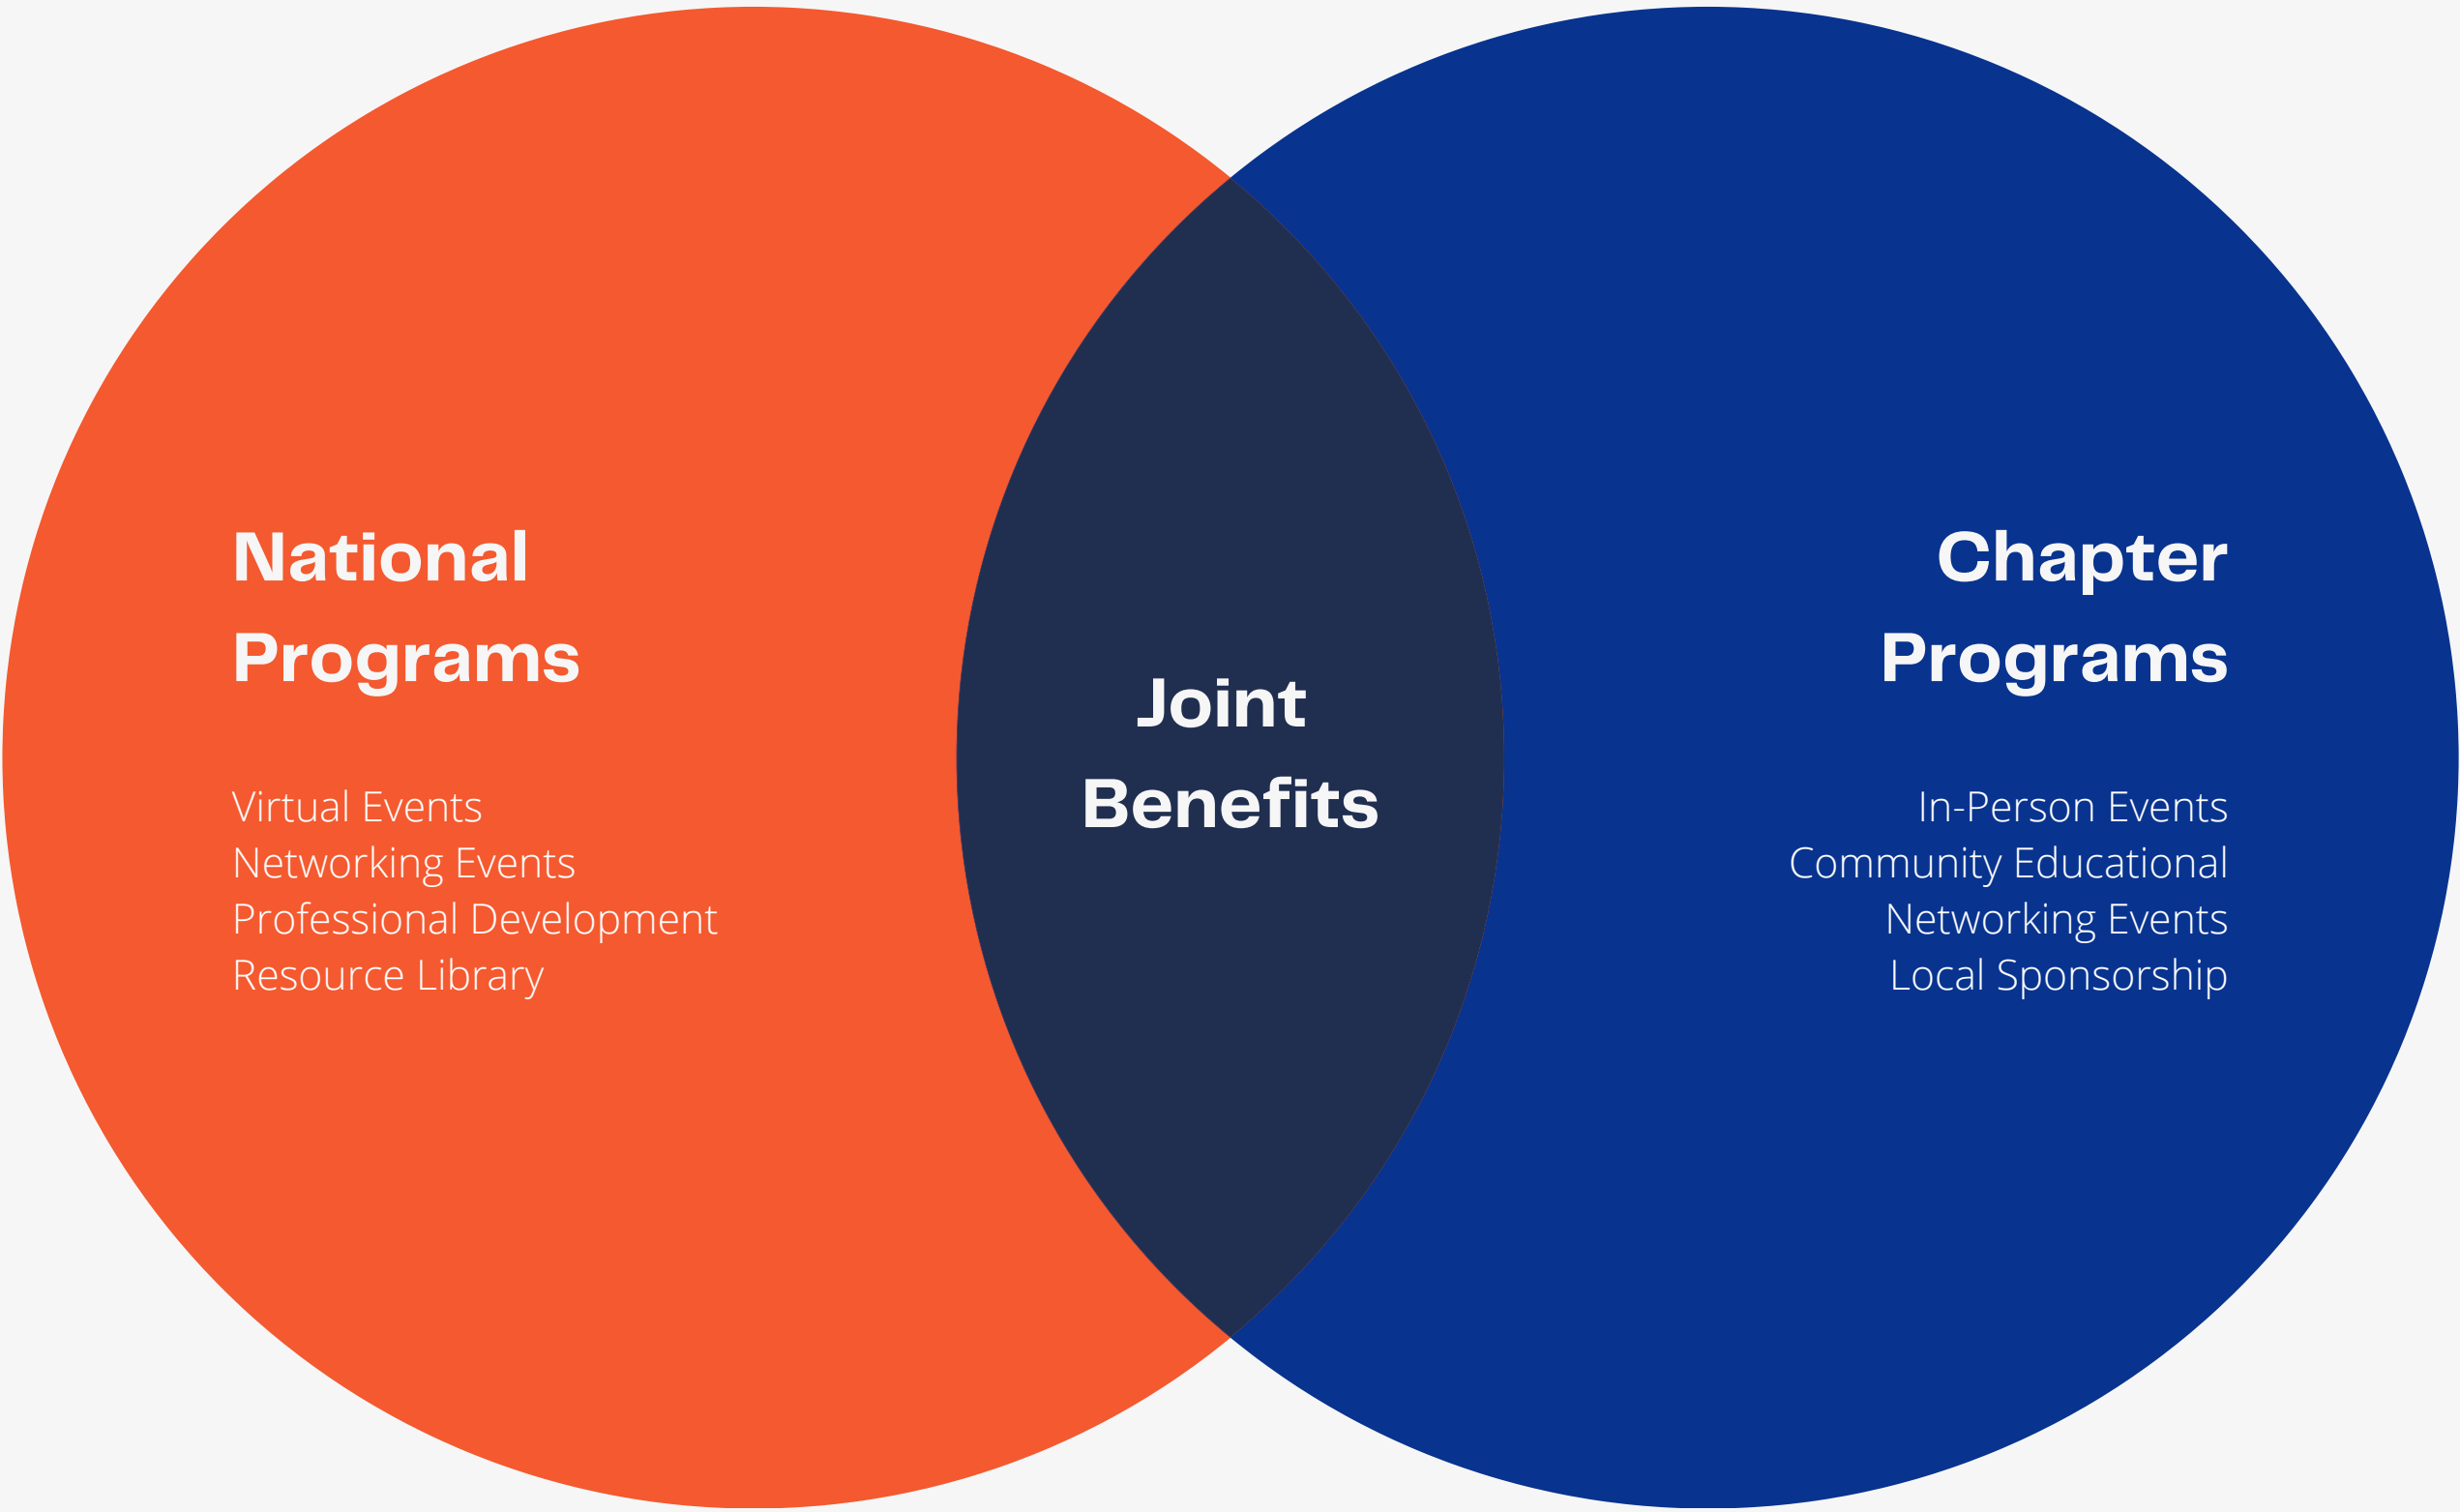 National
Programs
Virtual Events
Networking Events
Professional Development
Resource Library
Joint
Benefits
Chapter
Programs
In-Person Events
Community Educational
Networking Events
Local Sponsorship